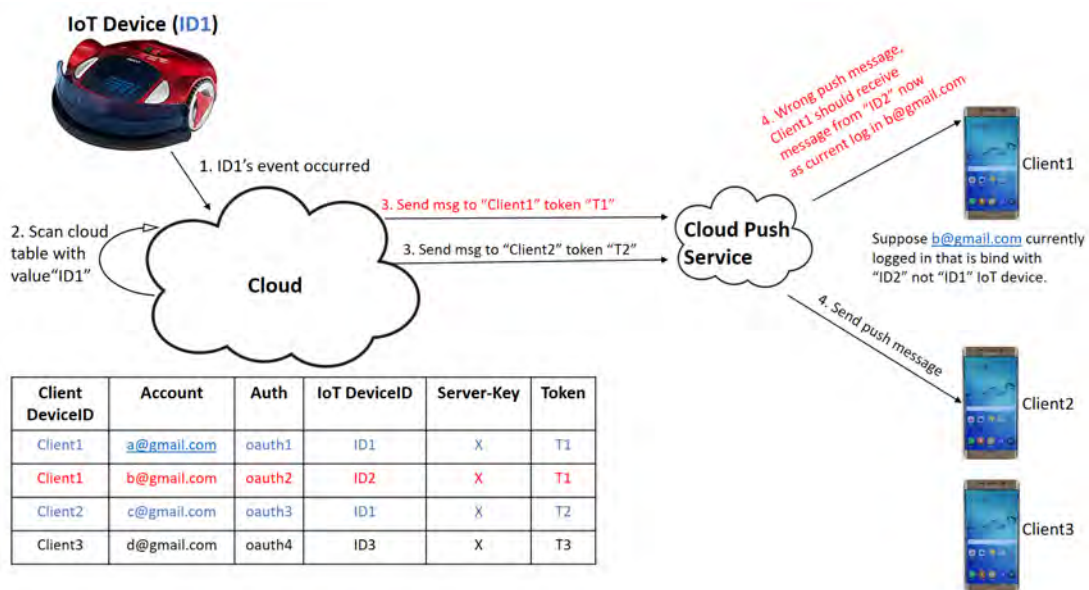 IoT Device (ID1)
1. ID1's event occurred
2. Scan cloud
table with
value"ID1"
Cloud
3. Send msg to "Client1" token "T1"
3. Send msg to "Client2" token "T2"
Cloud Push
Service
4. Wrong push message,
Client1 should receive
message from "ID2" now
as current log in b@gmail.com
Client1
Suppose b@gmail.com currently
logged in that is bind with
"ID2" not "ID1" IoT device.
4. Send push message
Client2
Client3
Client Account Auth IoT DeviceID Server-Key Token
DeviceID
Client1 a@gmail.com oauth1 ID1 X T1
Client1 b@gmail.com oauth2 ID2 X T1
Client2 c@gmail.com oauth3 ID1 X T2
Client3 d@gmail.com oauth4 ID3 X T3